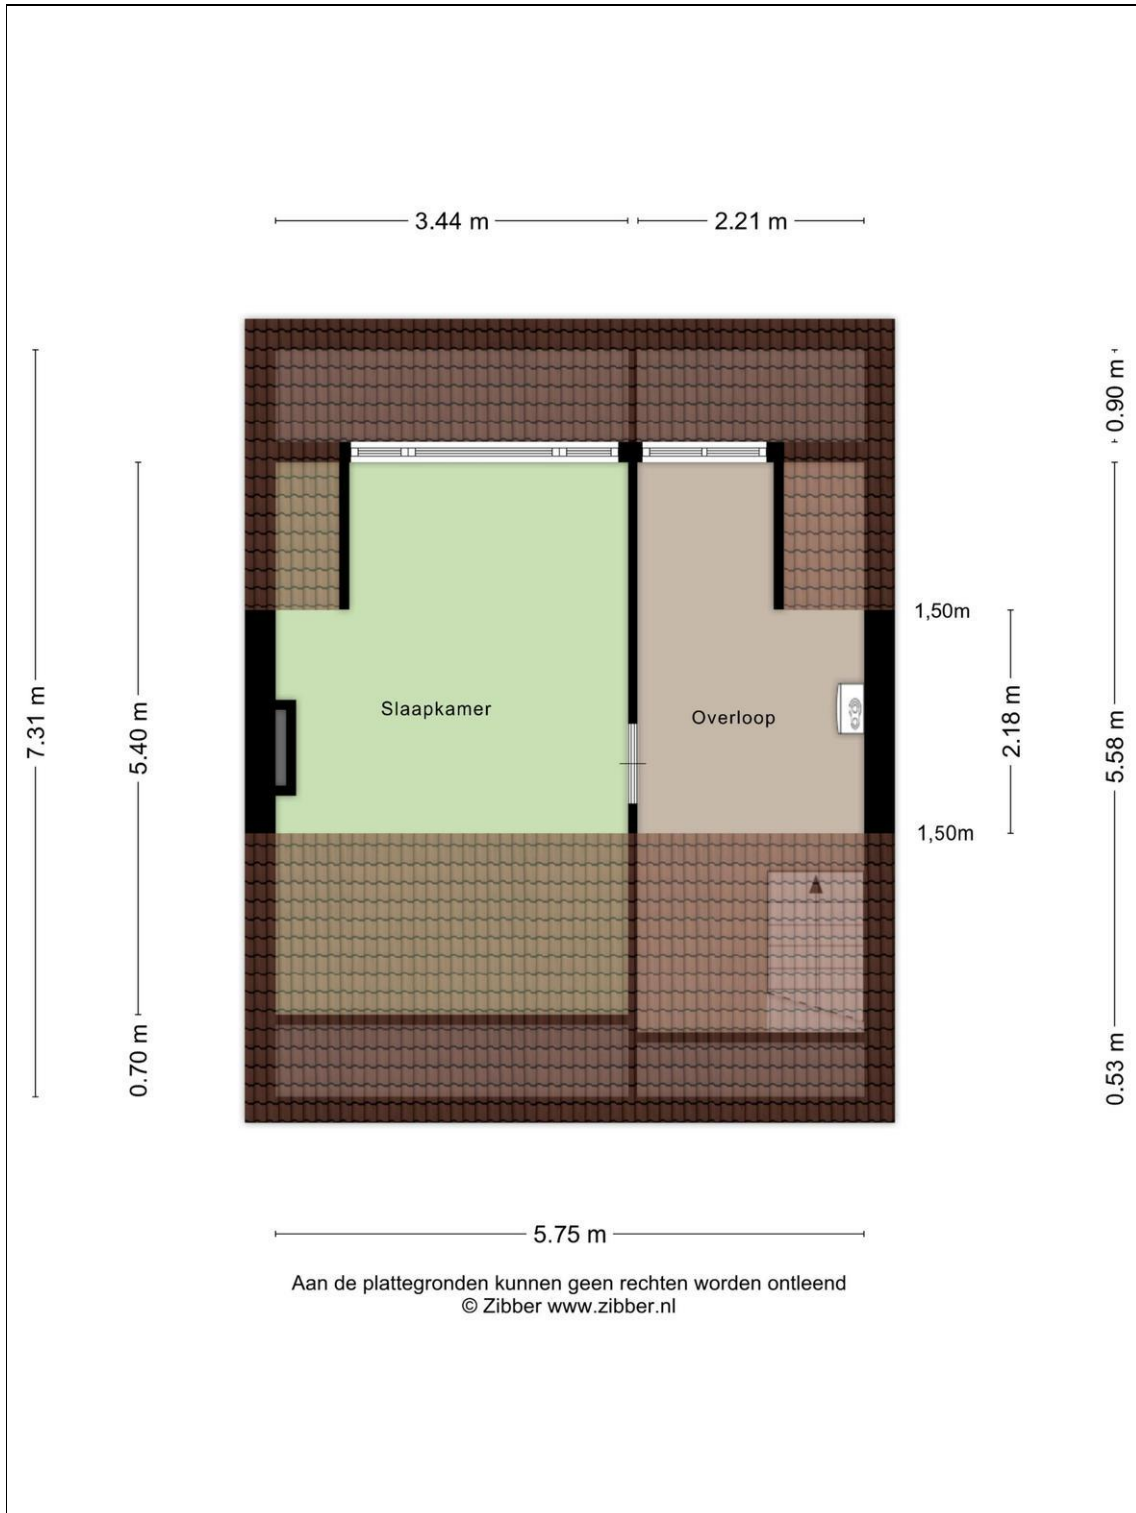 3.44 m
2.21 m
0.90 m
7.31 m
5.40 m
0.70 m
Slaapkamer
Overloop
1,50m
2.18 m
5.58 m
1,50m
0.53 m
5.75 m
Aan de plattegronden kunnen geen rechten worden ontleend
© Zibber www.zibber.nl